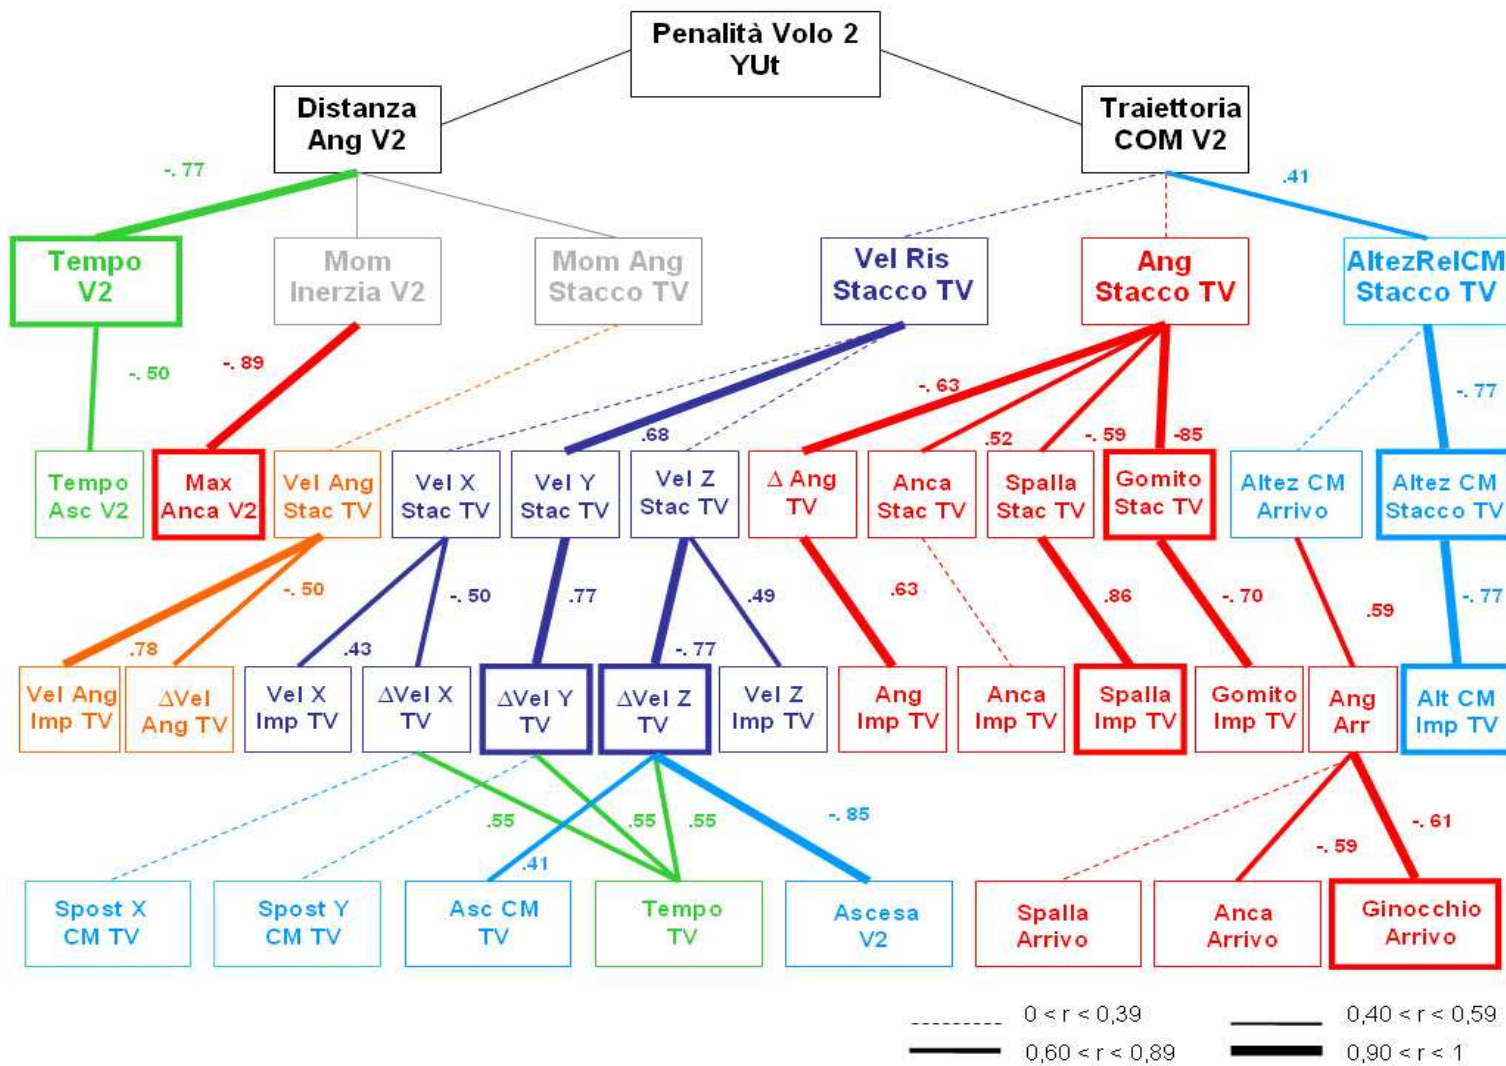 Penalità Volo 2
YUt
Distanza
Ang V2
Traiettoria
COM V2
-. 77
.41
Tempo
V2
Mom
Inerzia V2
Mom Ang
Stacco TV
Vel Ris
Stacco TV
Ang
Stacco TV
AltezRelCM
Stacco TV
-. 50
-. 89
.68
-. 63
.52
-. 59
-85
-. 77
Tempo
Asc V2
Max
Anca V2
Vel Ang
Stac TV
Vel X
Stac TV
Vel Y
Stac TV
Vel Z
Stac TV
∆ Ang
TV
Anca
Stac TV
Spalla
Stac TV
Gomito
Stac TV
Altez CM
Arrivo
Altez CM
Stacco TV
.78
-. 50
.43
-. 50
.77
-. 77
.49
.63
.86
-. 70
.59
-. 77
Vel Ang
Imp TV
∆Vel
Ang TV
Vel X
Imp TV
∆Vel X
TV
∆Vel Y
TV
∆Vel Z
TV
Vel Z
Imp TV
Ang
Imp TV
Anca
Imp TV
Spalla
Imp TV
Gomito
Imp TV
Ang
Arr
Alt CM
Imp TV
.55
.41
.55
.55
-. 85
-. 59
-. 61
Spost X
CM TV
Spost Y
CM TV
Asc CM
TV
Tempo
TV
Ascesa
V2
Spalla
Arrivo
Anca
Arrivo
Ginocchio
Arrivo
0 < r < 0,39
0,40 < r < 0,59
0,60 < r < 0,89
0,90 < r < 1